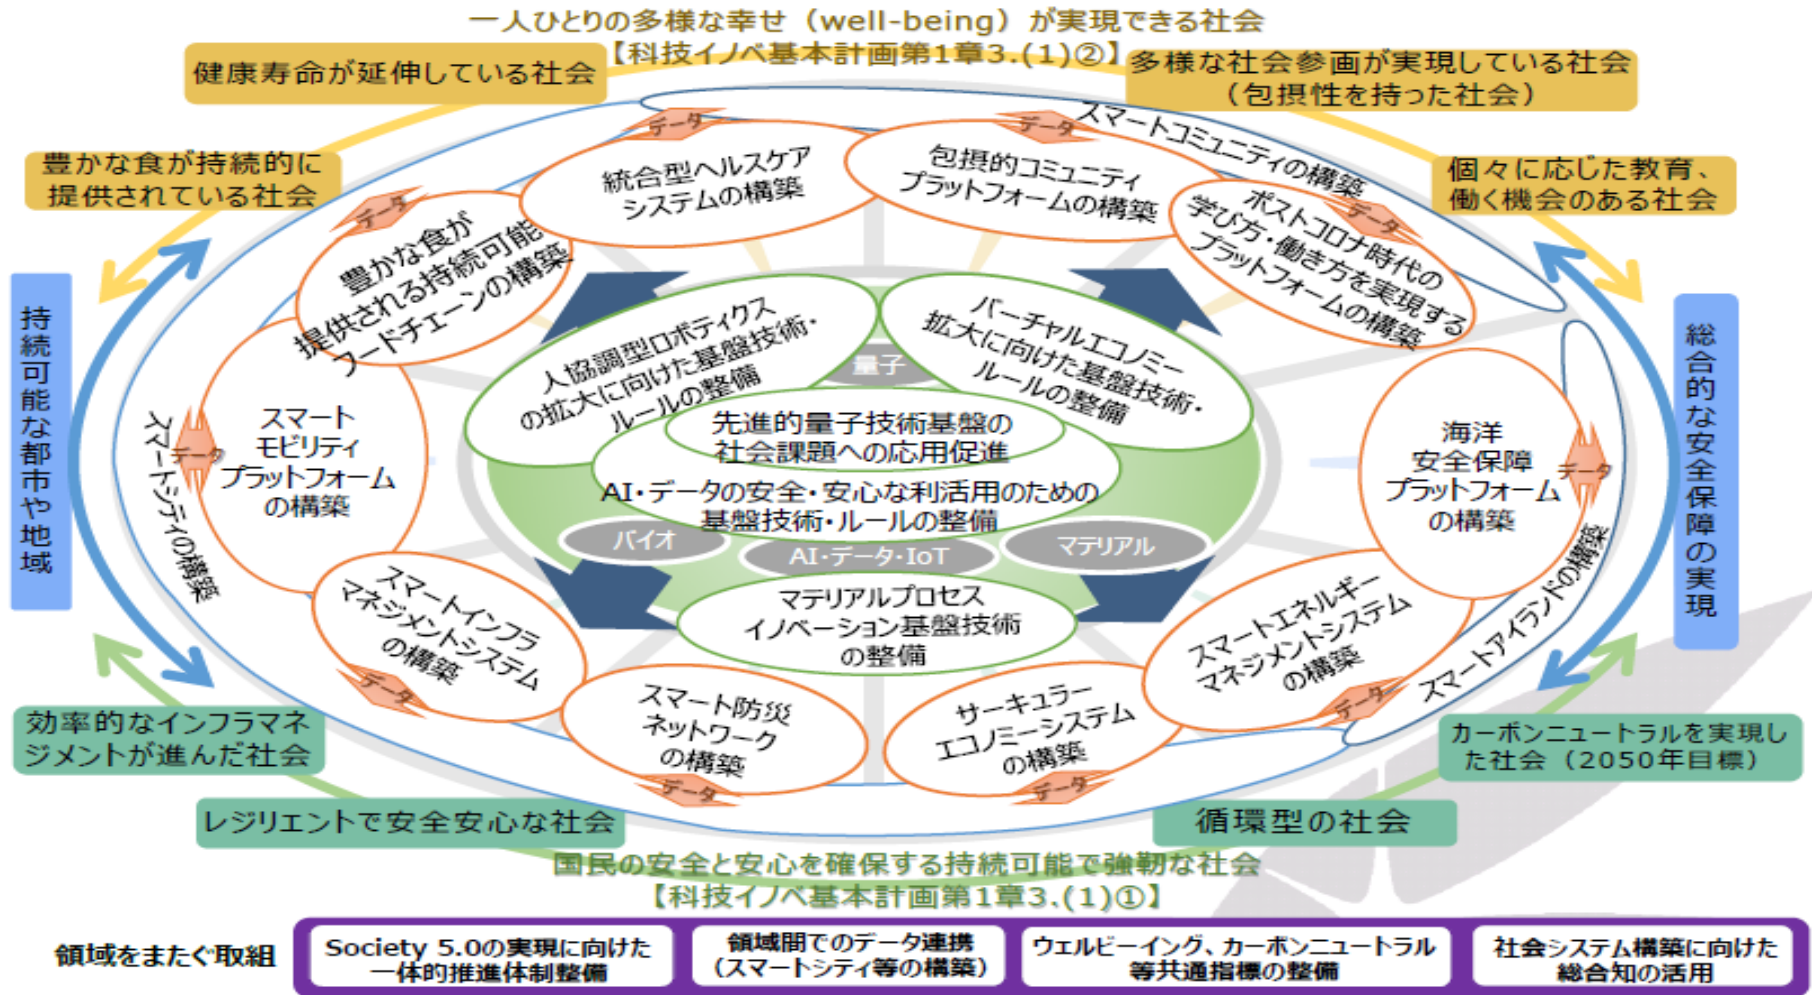 一人ひとりの多様な幸せ（well-being）が実現できる社会
【科技イノベ基本計画第1章3.(1)②】
健康寿命が延伸している社会
多様な社会参画が実現している社会
（包摂性を持った社会）
豊かな食が持続的に
提供されている社会
個々に応じた教育、
働く機会のある社会
持続可能な都市や地域
総合的な安全保障の実現
スマートコミュニティの構築
データ
統合型ヘルスケア
システムの構築
データ
包摂的コミュニティ
プラットフォームの構築
データ
ポストコロナ時代の
学び方・働き方を実現する
プラットフォームの構築
データ
豊かな食が
提供される持続可能
フードチェーンの構築
スマートシティの構築
データ
スマート
モビリティ
プラットフォーム
の構築
人協調型ロボティクス
の拡大に向けた基盤技術・
ルールの整備
バーチャルエコノミー
拡大に向けた基盤技術・
ルールの整備
量子
先進的量子技術基盤の
社会課題への応用促進
AI・データの安全・安心な利活用のための
基盤技術・ルールの整備
バイオ
AI・データ・IoT
マテリアル
マテリアルプロセス
イノベーション基盤技術
の整備
海洋
安全保障
プラットフォーム
の構築
データ
スマートアイランドの構築
スマートインフラ
マネジメントシステム
の構築
データ
スマート防災
ネットワーク
の構築
データ
サーキュラー
エコノミーシステム
の構築
データ
スマートエネルギー
マネジメントシステム
の構築
データ
効率的なインフラマネ
ジメントが進んだ社会
カーボンニュートラルを実現し
た社会（2050年目標）
レジリエントで安全安心な社会
循環型の社会
国民の安全と安心を確保する持続可能で強靭な社会
【科技イノベ基本計画第1章3.(1)①】
領域をまたぐ取組
Society 5.0の実現に向けた
一体的推進体制整備
領域間でのデータ連携
（スマートシティ等の構築）
ウェルビーイング、カーボンニュートラル
等共通指標の整備
社会システム構築に向けた
総合知の活用